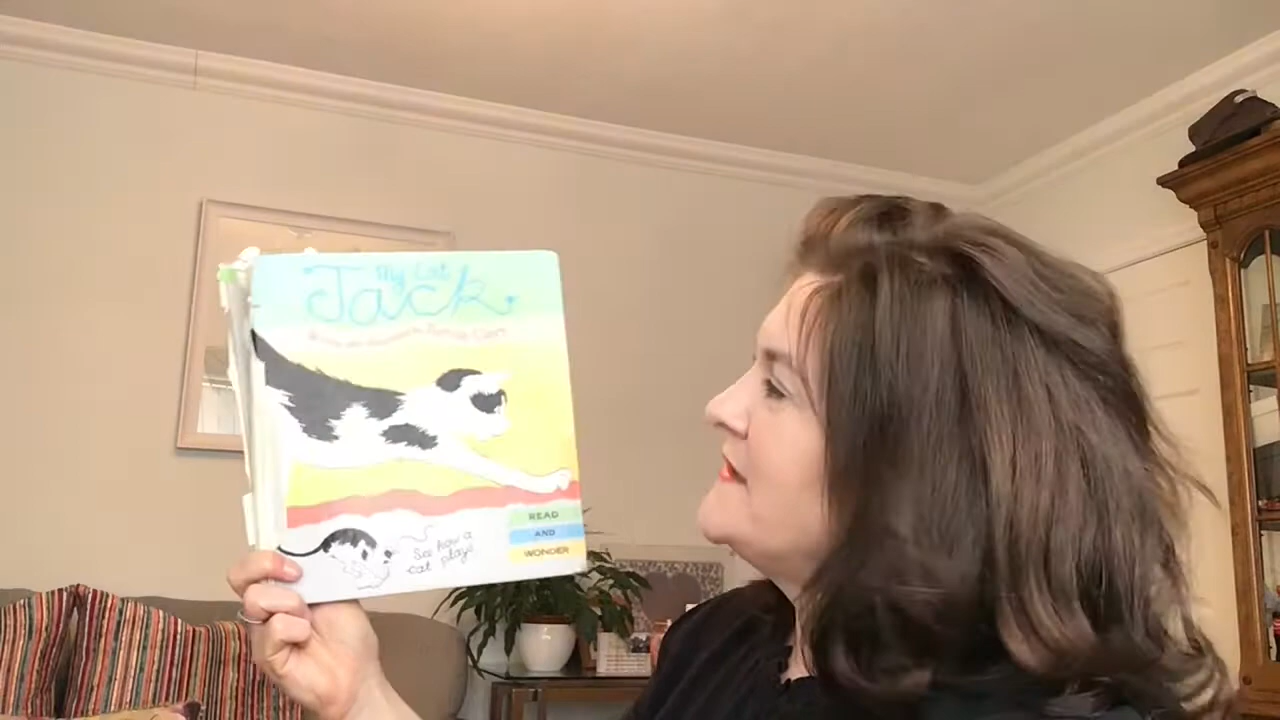 My Cat
Jack
See how a
cat plays
READ
AND
WONDER